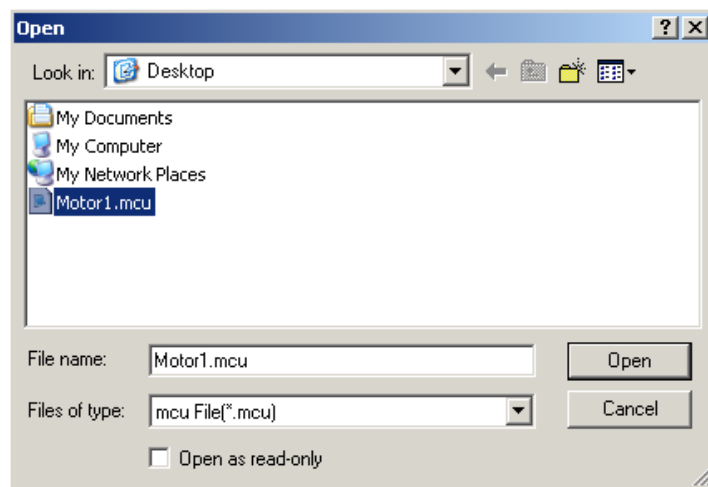 Open
Look in: Desktop
My Documents
My Computer
My Network Places
Motor1.mcu
File name: Motor1.mcu Open
Files of type: mcu File(*.mcu) Cancel
Open as read-only